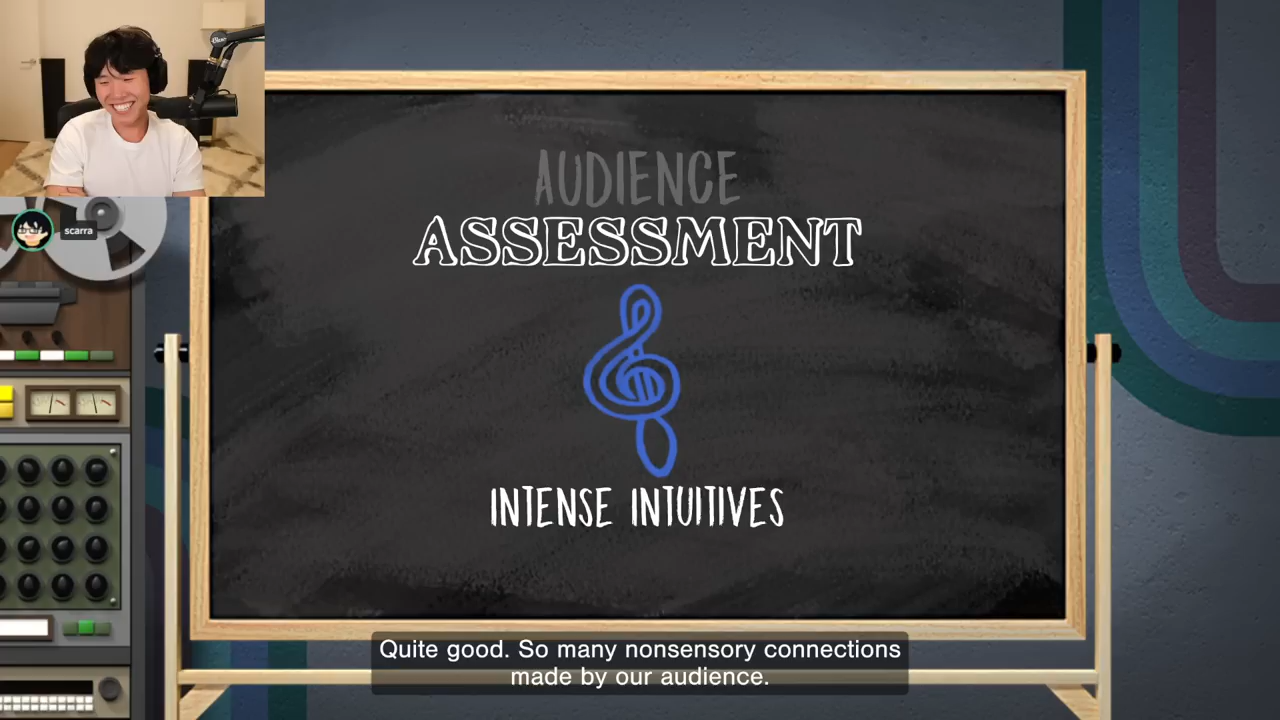 scarra
AUDIENCE
ASSESSMENT
INTENSE INTUITIVES
Quite good. So many nonsensory connections
made by our audience.